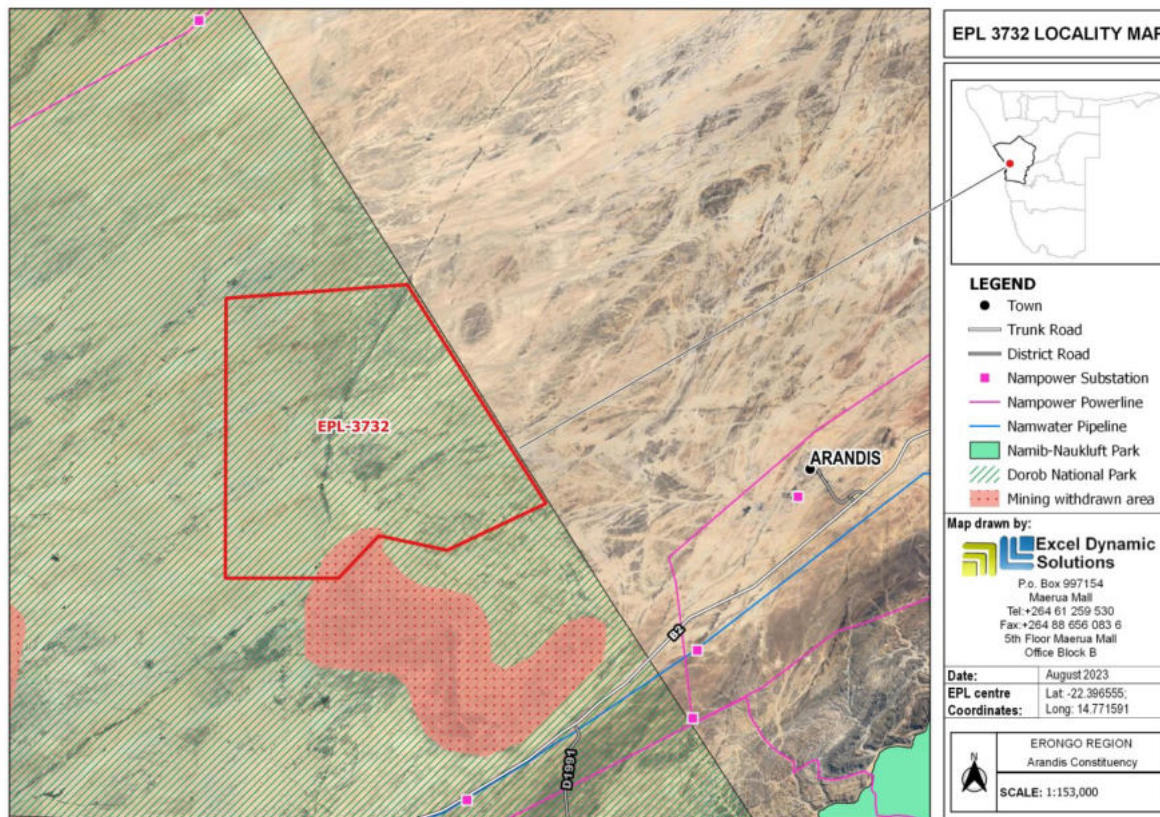 EPL 3732 LOCALITY MAP
EPL-3732
ARANDIS
B2
D1991
LEGEND
Town
Trunk Road
District Road
Nampower Substation
Nampower Powerline
Namwater Pipeline
Namib-Naukluft Park
Dorob National Park
Mining withdrawn area
Map drawn by:
Excel Dynamic
Solutions
P.o. Box 997154
Maerua Mall
Tel:+264 61 259 530
Fax:+264 88 656 083 6
5th Floor Maerua Mall
Office Block B
Date: August 2023
EPL centre Lat: -22.396555;
Coordinates: Long: 14.771591
N
ERONGO REGION
Arandis Constituency
SCALE: 1:153,000